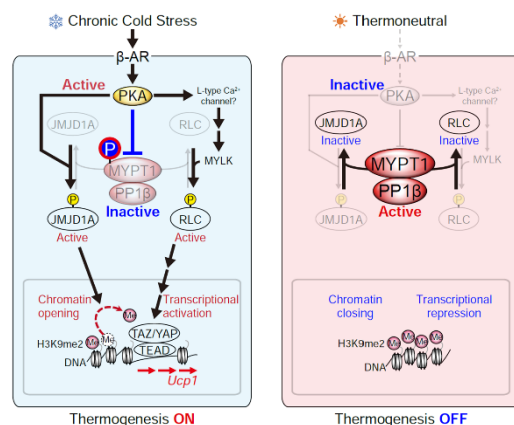 Chronic Cold Stress
β-AR
Active
PKA
L-type Ca2+
channel?
JMJD1A
RLC
P
MYPT1
MYLK
PP1β
Inactive
P
P
JMJD1A
RLC
Active
Active
Chromatin
opening
Transcriptional
activation
Me
H3K9me2
Me
Me
TAZ/YAP
TEAD
DNA
Ucp1
Thermogenesis ON
Thermoneutral
β-AR
Inactive
PKA
L-type Ca2+
channel?
JMJD1A
RLC
Inactive
Inactive
MYPT1
MYLK
PP1β
Active
P
P
JMJD1A
RLC
Chromatin
closing
Transcriptional
repression
H3K9me2
Me
Me
Me
Me
DNA
Thermogenesis OFF